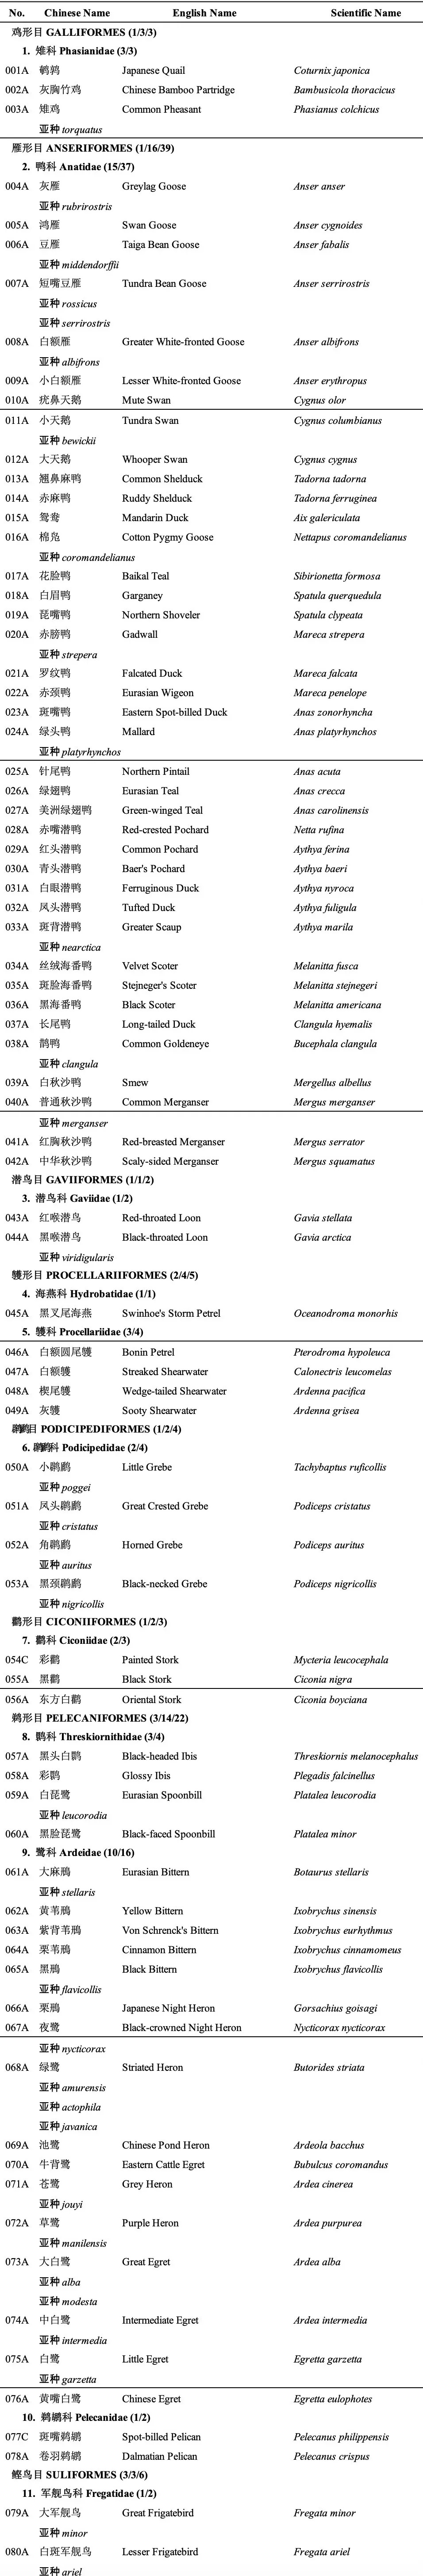 No. Chinese Name English Name Scientific Name
鸡形目 GALLIFORMES (1/3/3)
1. 雉科 Phasianidae (3/3)
001A 鹌鹑 Japanese Quail Coturnix japonica
002A 灰胸竹鸡 Chinese Bamboo Partridge Bambusicola thoracicus
003A 雉鸡 Common Pheasant Phasianus colchicus
亚种 torquatus
雁形目 ANSERIFORMES (1/16/39)
2. 鸭科 Anatidae (15/37)
004A 灰雁 Greylag Goose Anser anser
亚种 rubrirostris
005A 鸿雁 Swan Goose Anser cygnoides
006A 豆雁 Taiga Bean Goose Anser fabalis
亚种 middendorffii
007A 短嘴豆雁 Tundra Bean Goose Anser serrirostris
亚种 rossicus
亚种 serrirostris
008A 白额雁 Greater White-fronted Goose Anser albifrons
亚种 albifrons
009A 小白额雁 Lesser White-fronted Goose Anser erythropus
010A 疣鼻天鹅 Mute Swan Cygnus olor
011A 小天鹅 Tundra Swan Cygnus columbianus
亚种 bewickii
012A 大天鹅 Whooper Swan Cygnus cygnus
013A 翘鼻麻鸭 Common Shelduck Tadorna tadorna
014A 赤麻鸭 Ruddy Shelduck Tadorna ferruginea
015A 鸳鸯 Mandarin Duck Aix galericulata
016A 棉凫 Cotton Pygmy Goose Nettapus coromandelianus
亚种 coromandelianus
017A 花脸鸭 Baikal Teal Sibirionetta formosa
018A 白眉鸭 Garganey Spatula querquedula
019A 琵嘴鸭 Northern Shoveler Spatula clypeata
020A 赤膀鸭 Gadwall Mareca strepera
亚种 strepera
021A 罗纹鸭 Falcated Duck Mareca falcata
022A 赤颈鸭 Eurasian Wigeon Mareca penelope
023A 斑嘴鸭 Eastern Spot-billed Duck Anas zonorhyncha
024A 绿头鸭 Mallard Anas platyrhynchos
亚种 platyrhynchos
025A 针尾鸭 Northern Pintail Anas acuta
026A 绿翅鸭 Eurasian Teal Anas crecca
027A 美洲绿翅鸭 Green-winged Teal Anas carolinensis
028A 赤嘴潜鸭 Red-crested Pochard Netta rufina
029A 红头潜鸭 Common Pochard Aythya ferina
030A 青头潜鸭 Baer's Pochard Aythya baeri
031A 白眼潜鸭 Ferruginous Duck Aythya nyroca
032A 凤头潜鸭 Tufted Duck Aythya fuligula
033A 斑背潜鸭 Greater Scaup Aythya marila
亚种 nearctica
034A 丝绒海番鸭 Velvet Scoter Melanitta fusca
035A 斑脸海番鸭 Stejneger's Scoter Melanitta stejnegeri
036A 黑海番鸭 Black Scoter Melanitta americana
037A 长尾鸭 Long-tailed Duck Clangula hyemalis
038A 鹊鸭 Common Goldeneye Bucephala clangula
亚种 clangula
039A 白秋沙鸭 Smew Mergellus albellus
040A 普通秋沙鸭 Common Merganser Mergus merganser
亚种 merganser
041A 红胸秋沙鸭 Red-breasted Merganser Mergus serrator
042A 中华秋沙鸭 Scaly-sided Merganser Mergus squamatus
潜鸟目 GAVIIFORMES (1/1/2)
3. 潜鸟科 Gaviidae (1/2)
043A 红喉潜鸟 Red-throated Loon Gavia stellata
044A 黑喉潜鸟 Black-throated Loon Gavia arctica
亚种 viridigularis
鹱形目 PROCELLARIIFORMES (2/4/5)
4. 海燕科 Hydrobatidae (1/1)
045A 黑叉尾海燕 Swinhoe's Storm Petrel Oceanodroma monorhis
5. 鹱科 Procellariidae (3/4)
046A 白额圆尾鹱 Bonin Petrel Pterodroma hypoleuca
047A 白额鹱 Streaked Shearwater Calonectris leucomelas
048A 楔尾鹱 Wedge-tailed Shearwater Ardenna pacifica
049A 灰鹱 Sooty Shearwater Ardenna grisea
鸊鷉目 PODICIPEDIFORMES (1/2/4)
6. 鸊鷉科 Podicipedidae (2/4)
050A 小鸊鷉 Little Grebe Tachybaptus ruficollis
亚种 poggei
051A 凤头鸊鷉 Great Crested Grebe Podiceps cristatus
亚种 cristatus
052A 角鸊鷉 Horned Grebe Podiceps auritus
亚种 auritus
053A 黑颈鸊鷉 Black-necked Grebe Podiceps nigricollis
亚种 nigricollis
鹳形目 CICONIIFORMES (1/2/3)
7. 鹳科 Ciconiidae (2/3)
054C 彩鹳 Painted Stork Mycteria leucocephala
055A 黑鹳 Black Stork Ciconia nigra
056A 东方白鹳 Oriental Stork Ciconia boyciana
鹈形目 PELECANIFORMES (3/14/22)
8. 鹮科 Threskiornithidae (3/4)
057A 黑头白鹮 Black-headed Ibis Threskiornis melanocephalus
058A 彩鹮 Glossy Ibis Plegadis falcinellus
059A 白琵鹭 Eurasian Spoonbill Platalea leucorodia
亚种 leucorodia
060A 黑脸琵鹭 Black-faced Spoonbill Platalea minor
9. 鹭科 Ardeidae (10/16)
061A 大麻鳽 Eurasian Bittern Botaurus stellaris
亚种 stellaris
062A 黄苇鳽 Yellow Bittern Ixobrychus sinensis
063A 紫背苇鳽 Von Schrenck's Bittern Ixobrychus eurhythmus
064A 栗苇鳽 Cinnamon Bittern Ixobrychus cinnamomeus
065A 黑鳽 Black Bittern Ixobrychus flavicollis
亚种 flavicollis
066A 栗鳽 Japanese Night Heron Gorsachius goisagi
067A 夜鹭 Black-crowned Night Heron Nycticorax nycticorax
亚种 nycticorax
068A 绿鹭 Striated Heron Butorides striata
亚种 amurensis
亚种 actophila
亚种 javanica
069A 池鹭 Chinese Pond Heron Ardeola bacchus
070A 牛背鹭 Eastern Cattle Egret Bubulcus coromandus
071A 苍鹭 Grey Heron Ardea cinerea
亚种 jouyi
072A 草鹭 Purple Heron Ardea purpurea
亚种 manilensis
073A 大白鹭 Great Egret Ardea alba
亚种 alba
亚种 modesta
074A 中白鹭 Intermediate Egret Ardea intermedia
亚种 intermedia
075A 白鹭 Little Egret Egretta garzetta
亚种 garzetta
076A 黄嘴白鹭 Chinese Egret Egretta eulophotes
10. 鹈鹕科 Pelecanidae (1/2)
077C 斑嘴鹈鹕 Spot-billed Pelican Pelecanus philippensis
078A 卷羽鹈鹕 Dalmatian Pelican Pelecanus crispus
鲣鸟目 SULIFORMES (3/3/6)
11. 军舰鸟科 Fregatidae (1/2)
079A 大军舰鸟 Great Frigatebird Fregata minor
亚种 minor
080A 白斑军舰鸟 Lesser Frigatebird Fregata ariel
亚种 ariel